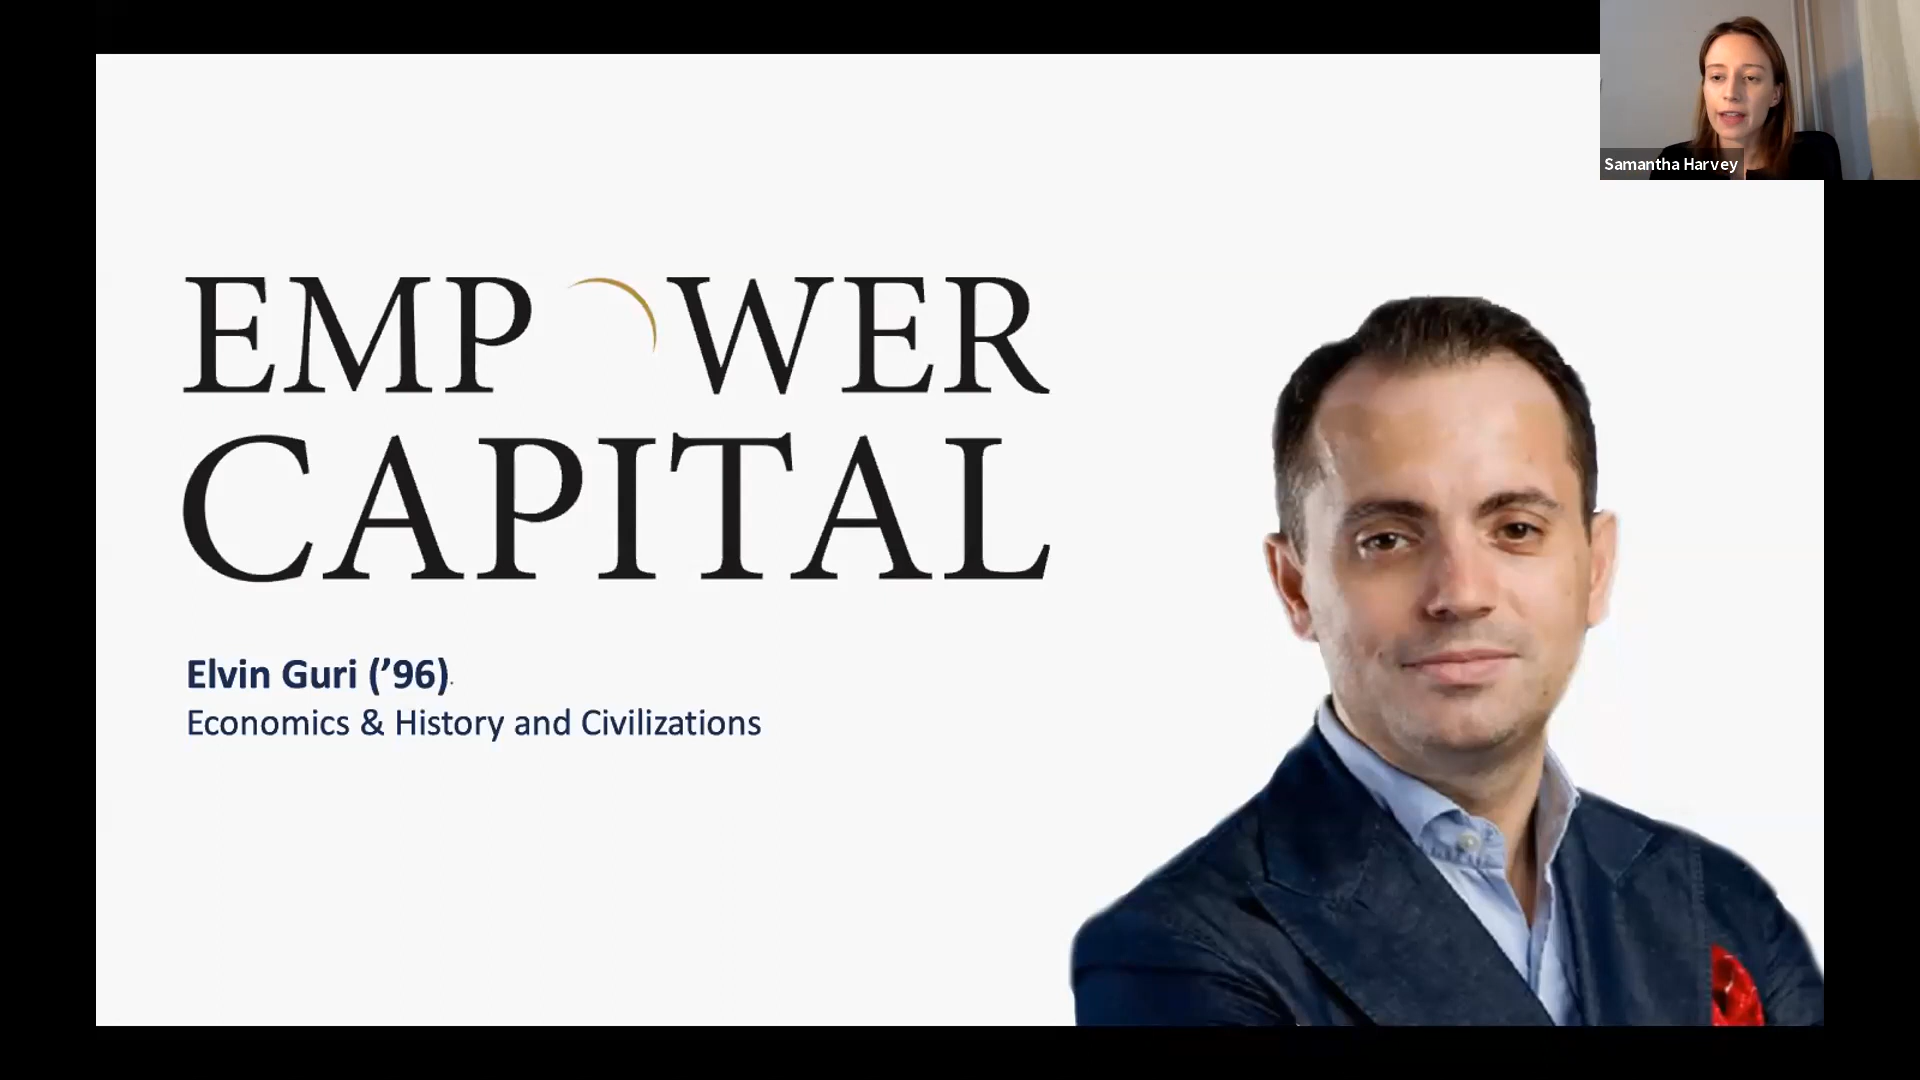 Samantha Harvey
EMPOWER
CAPITAL
Elvin Guri (’96).
Economics & History and Civilizations